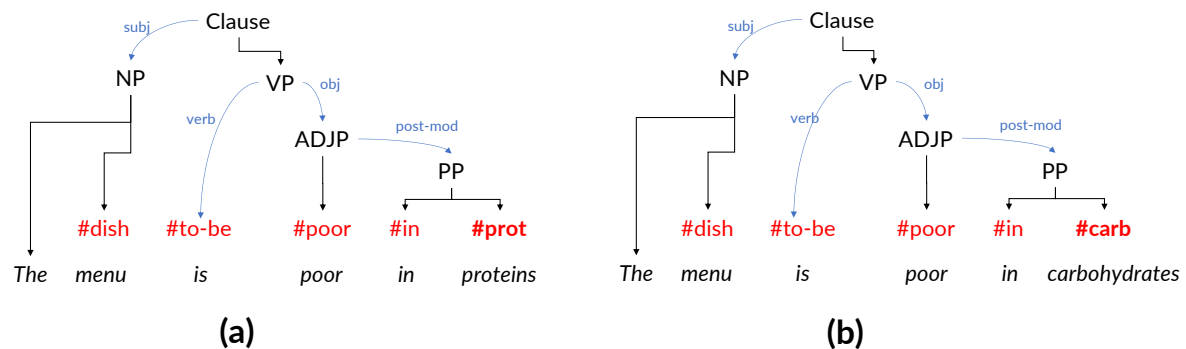 Clause
subj
NP
VP
obj
verb
ADJP
post-mod
PP
#dish #to-be #poor #in #prot
The menu is poor in proteins
(a)
Clause
subj
NP
VP
obj
verb
ADJP
post-mod
PP
#dish #to-be #poor #in #carb
The menu is poor in carbohydrates
(b)